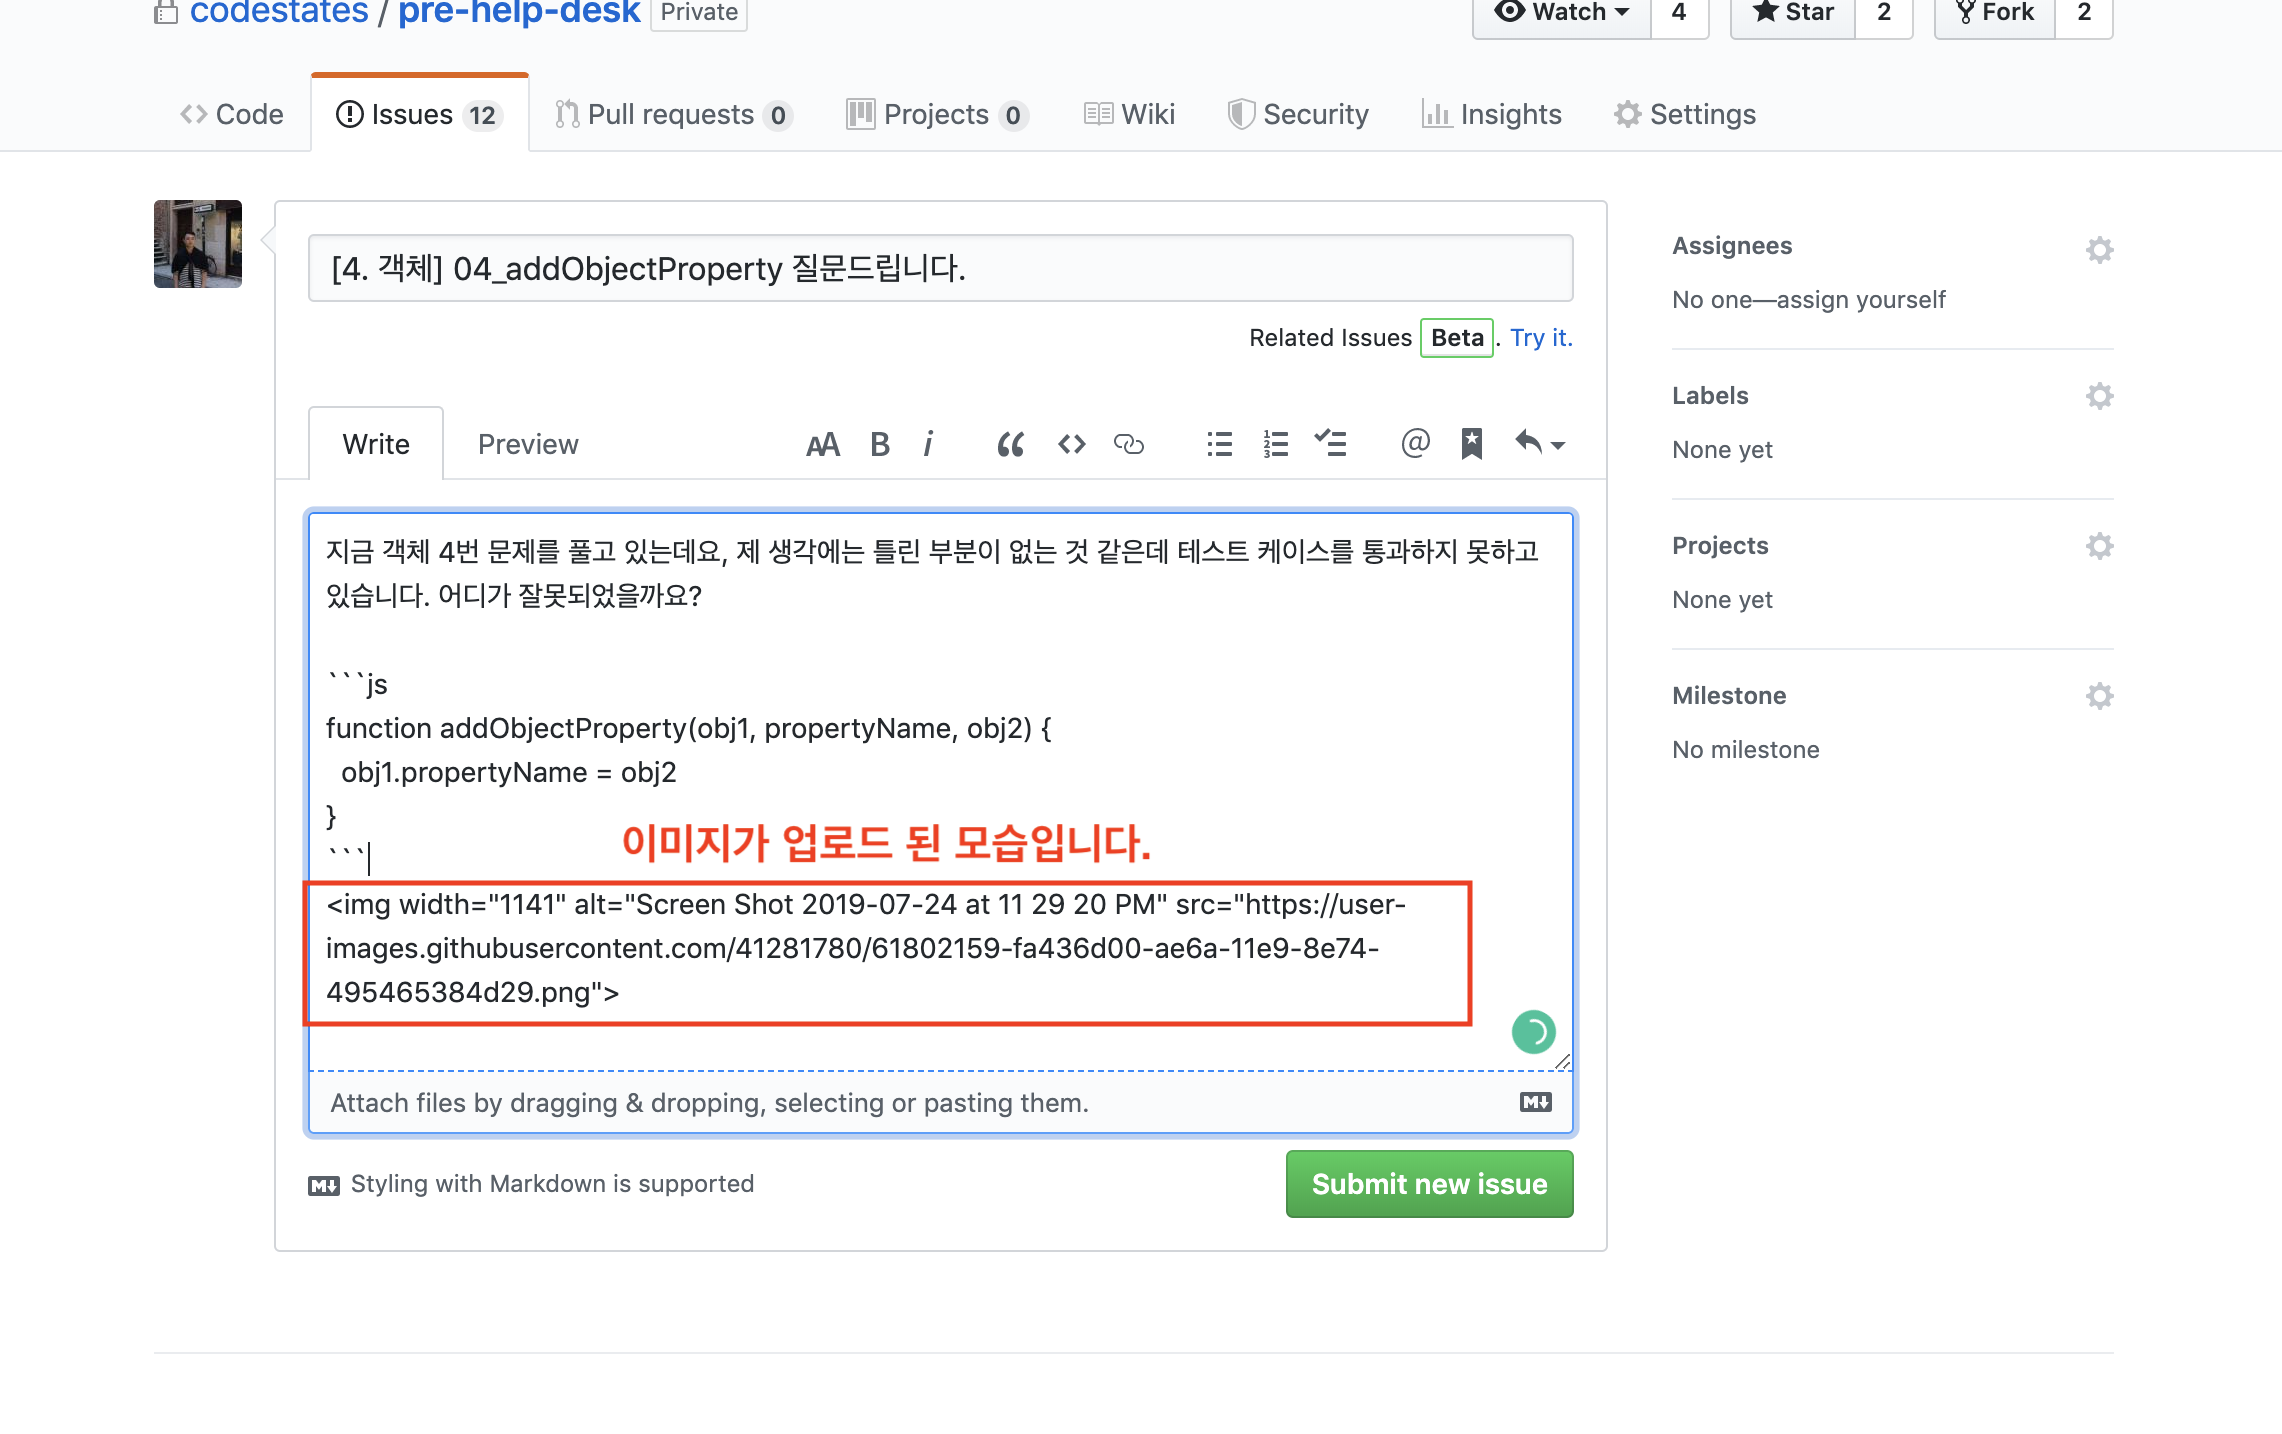 codestates / pre-help-desk Private
Watch 4 Star 2 Fork 2
Code Issues 12 Pull requests 0 Projects 0 Wiki Security Insights Settings
[4. 객체] 04_addObjectProperty 질문드립니다.
Related Issues Beta. Try it.
Write Preview
지금 객체 4번 문제를 풀고 있는데요, 제 생각에는 틀린 부분이 없는 것 같은데 테스트 케이스를 통과하지 못하고
있습니다. 어디가 잘못되었을까요?
```js
function addObjectProperty(obj1, propertyName, obj2) {
  obj1.propertyName = obj2
}
```
이미지가 업로드 된 모습입니다.
<img width="1141" alt="Screen Shot 2019-07-24 at 11 29 20 PM" src="https://user-
images.githubusercontent.com/41281780/61802159-fa436d00-ae6a-11e9-8e74-
495465384d29.png">
Attach files by dragging & dropping, selecting or pasting them.
Styling with Markdown is supported
Submit new issue
Assignees
No one—assign yourself
Labels
None yet
Projects
None yet
Milestone
No milestone